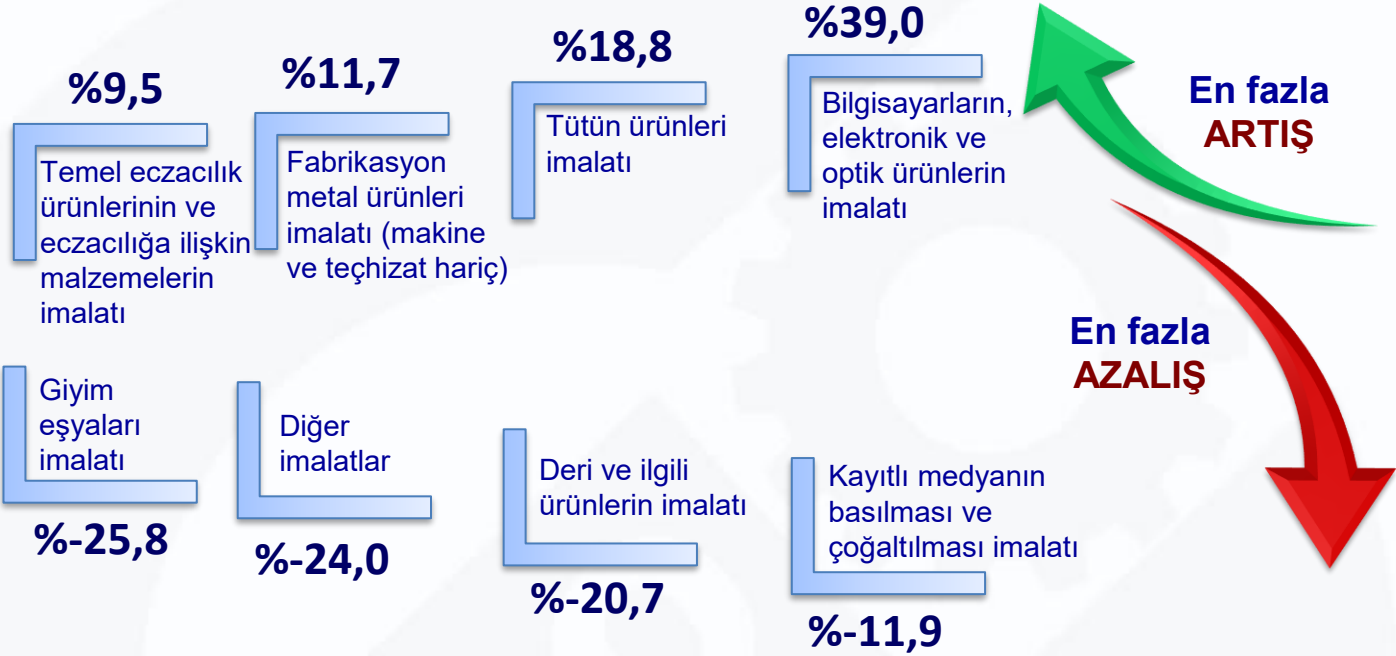 %9,5
Temel eczacılık
ürünlerinin ve
eczacılığa ilişkin
malzemelerin
imalatı
%11,7
Fabrikasyon
metal ürünleri
imalatı (makine
ve teçhizat hariç)
%18,8
Tütün ürünleri
imalatı
%39,0
Bilgisayarların,
elektronik ve
optik ürünlerin
imalatı
En fazla
ARTIŞ
En fazla
AZALIŞ
Giyim
eşyaları
imalatı
%-25,8
Diğer
imalatlar
%-24,0
Deri ve ilgili
ürünlerin imalatı
%-20,7
Kayıtlı medyanın
basılması ve
çoğaltılması imalatı
%-11,9